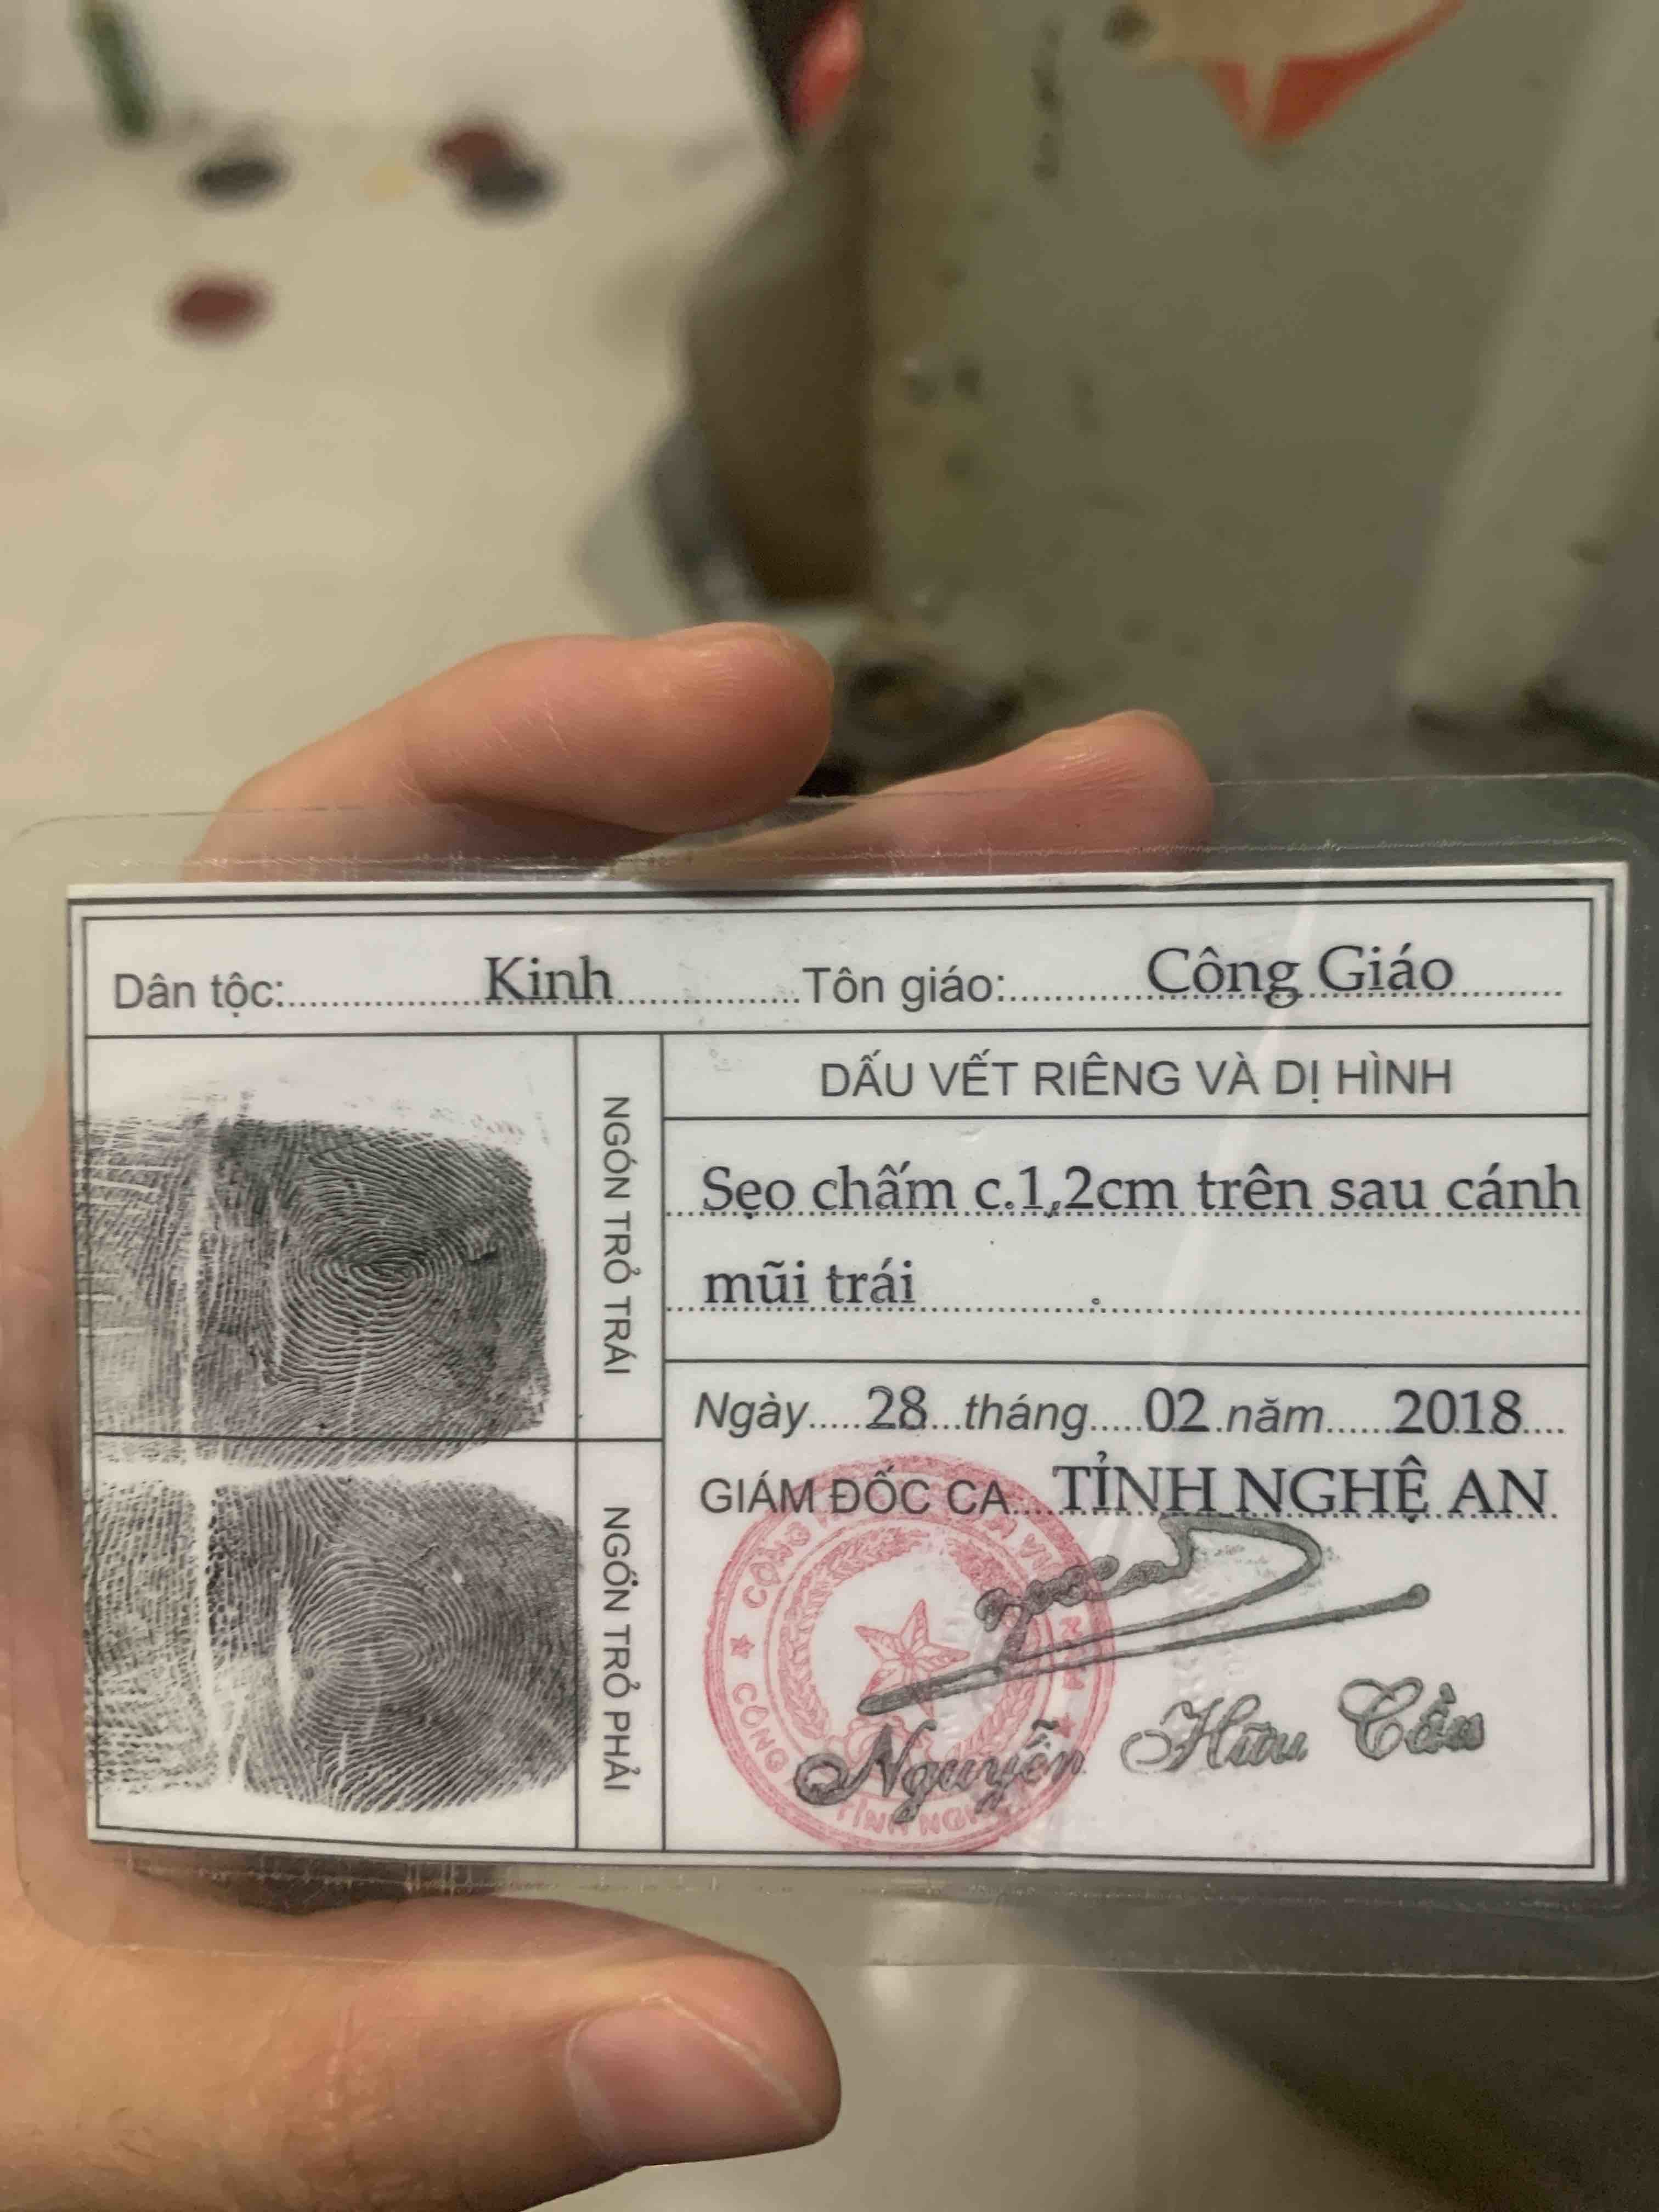 Dân tộc: Kinh Tôn giáo: Công Giáo
NGÓN TRỎ TRÁI
NGÓN TRỎ PHẢI
DẤU VẾT RIÊNG VÀ DỊ HÌNH
Sẹo chấm c.1,2cm trên sau cánh
mũi trái
Ngày 28 tháng 02 năm 2018
GIÁM ĐỐC CA TỈNH NGHỆ AN
Nguyễn Hữu Cầu